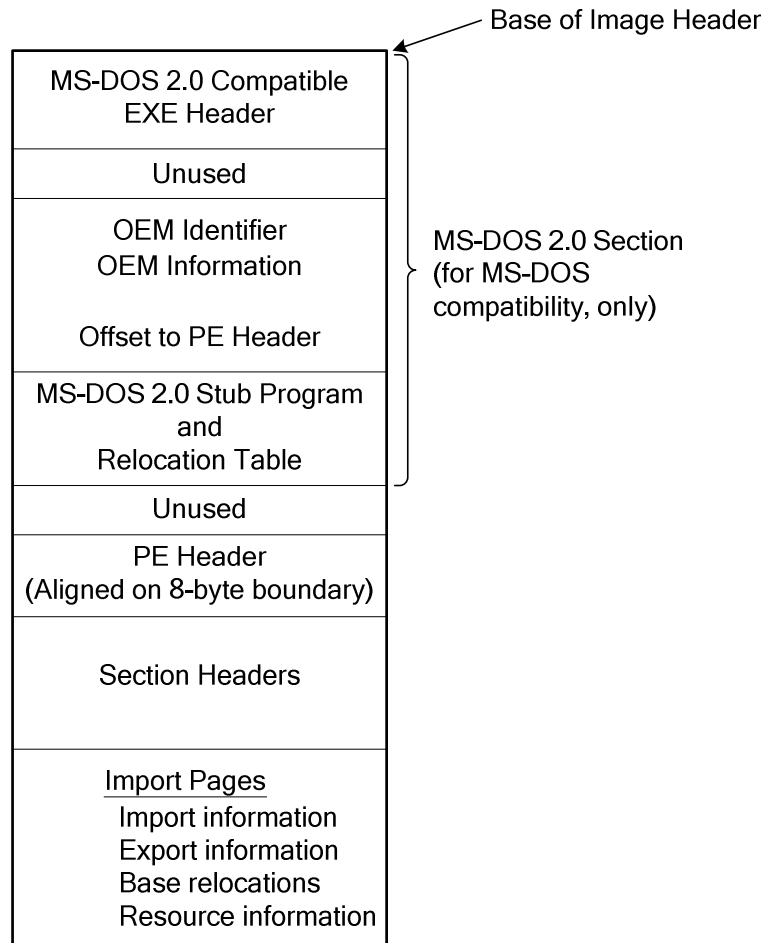 Base of Image Header
MS-DOS 2.0 Compatible
EXE Header
Unused
OEM Identifier
OEM Information
Offset to PE Header
MS-DOS 2.0 Section
(for MS-DOS
compatibility, only)
MS-DOS 2.0 Stub Program
and
Relocation Table
Unused
PE Header
(Aligned on 8-byte boundary)
Section Headers
Import Pages
Import information
Export information
Base relocations
Resource information